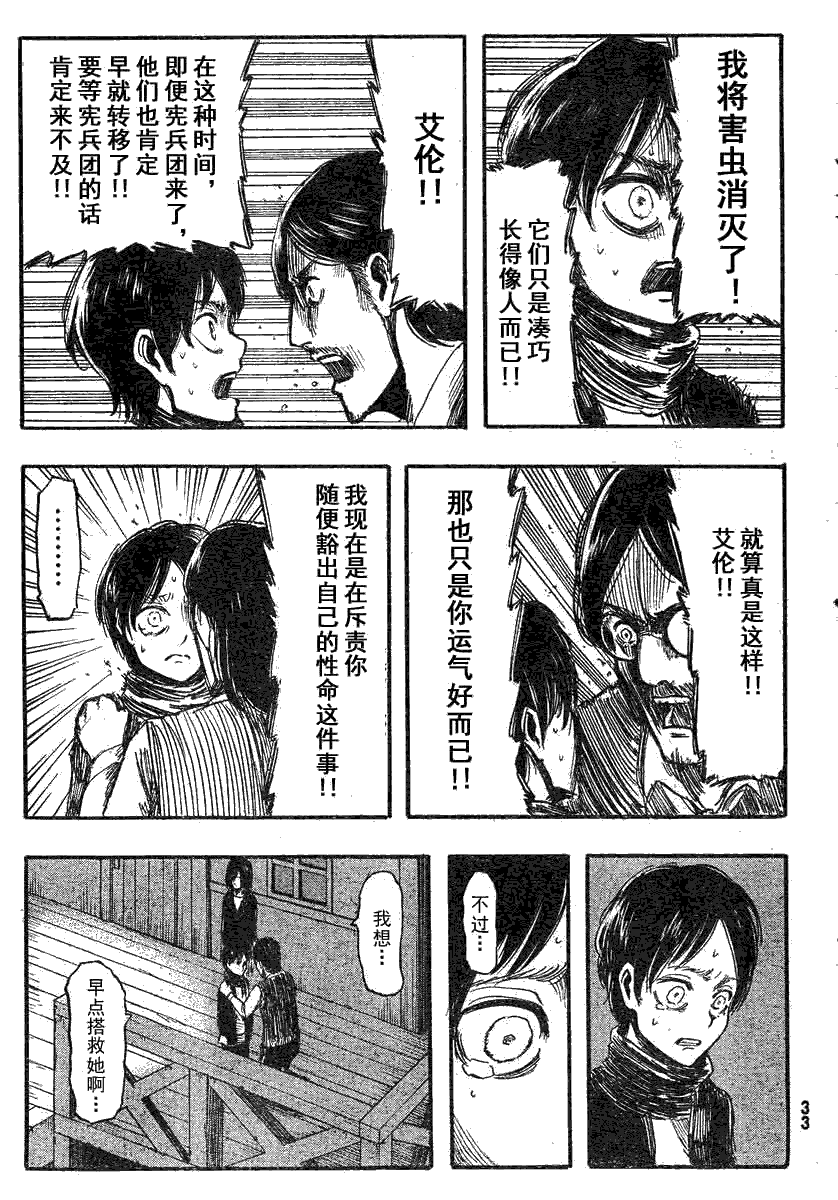 我将害虫消灭了！
它们只是凑巧
长得像人而已！！
艾伦！！
在这种时间，
即便宪兵团来了，
他们也肯定
早就转移了！！
要等宪兵团的话
肯定来不及！！
就算真是这样！！
艾伦！！
那也只是你运气好而已！！
我现在是在斥责你
随便豁出自己的性命这件事！！
………
不过…
我想…
早点搭救她啊…
33